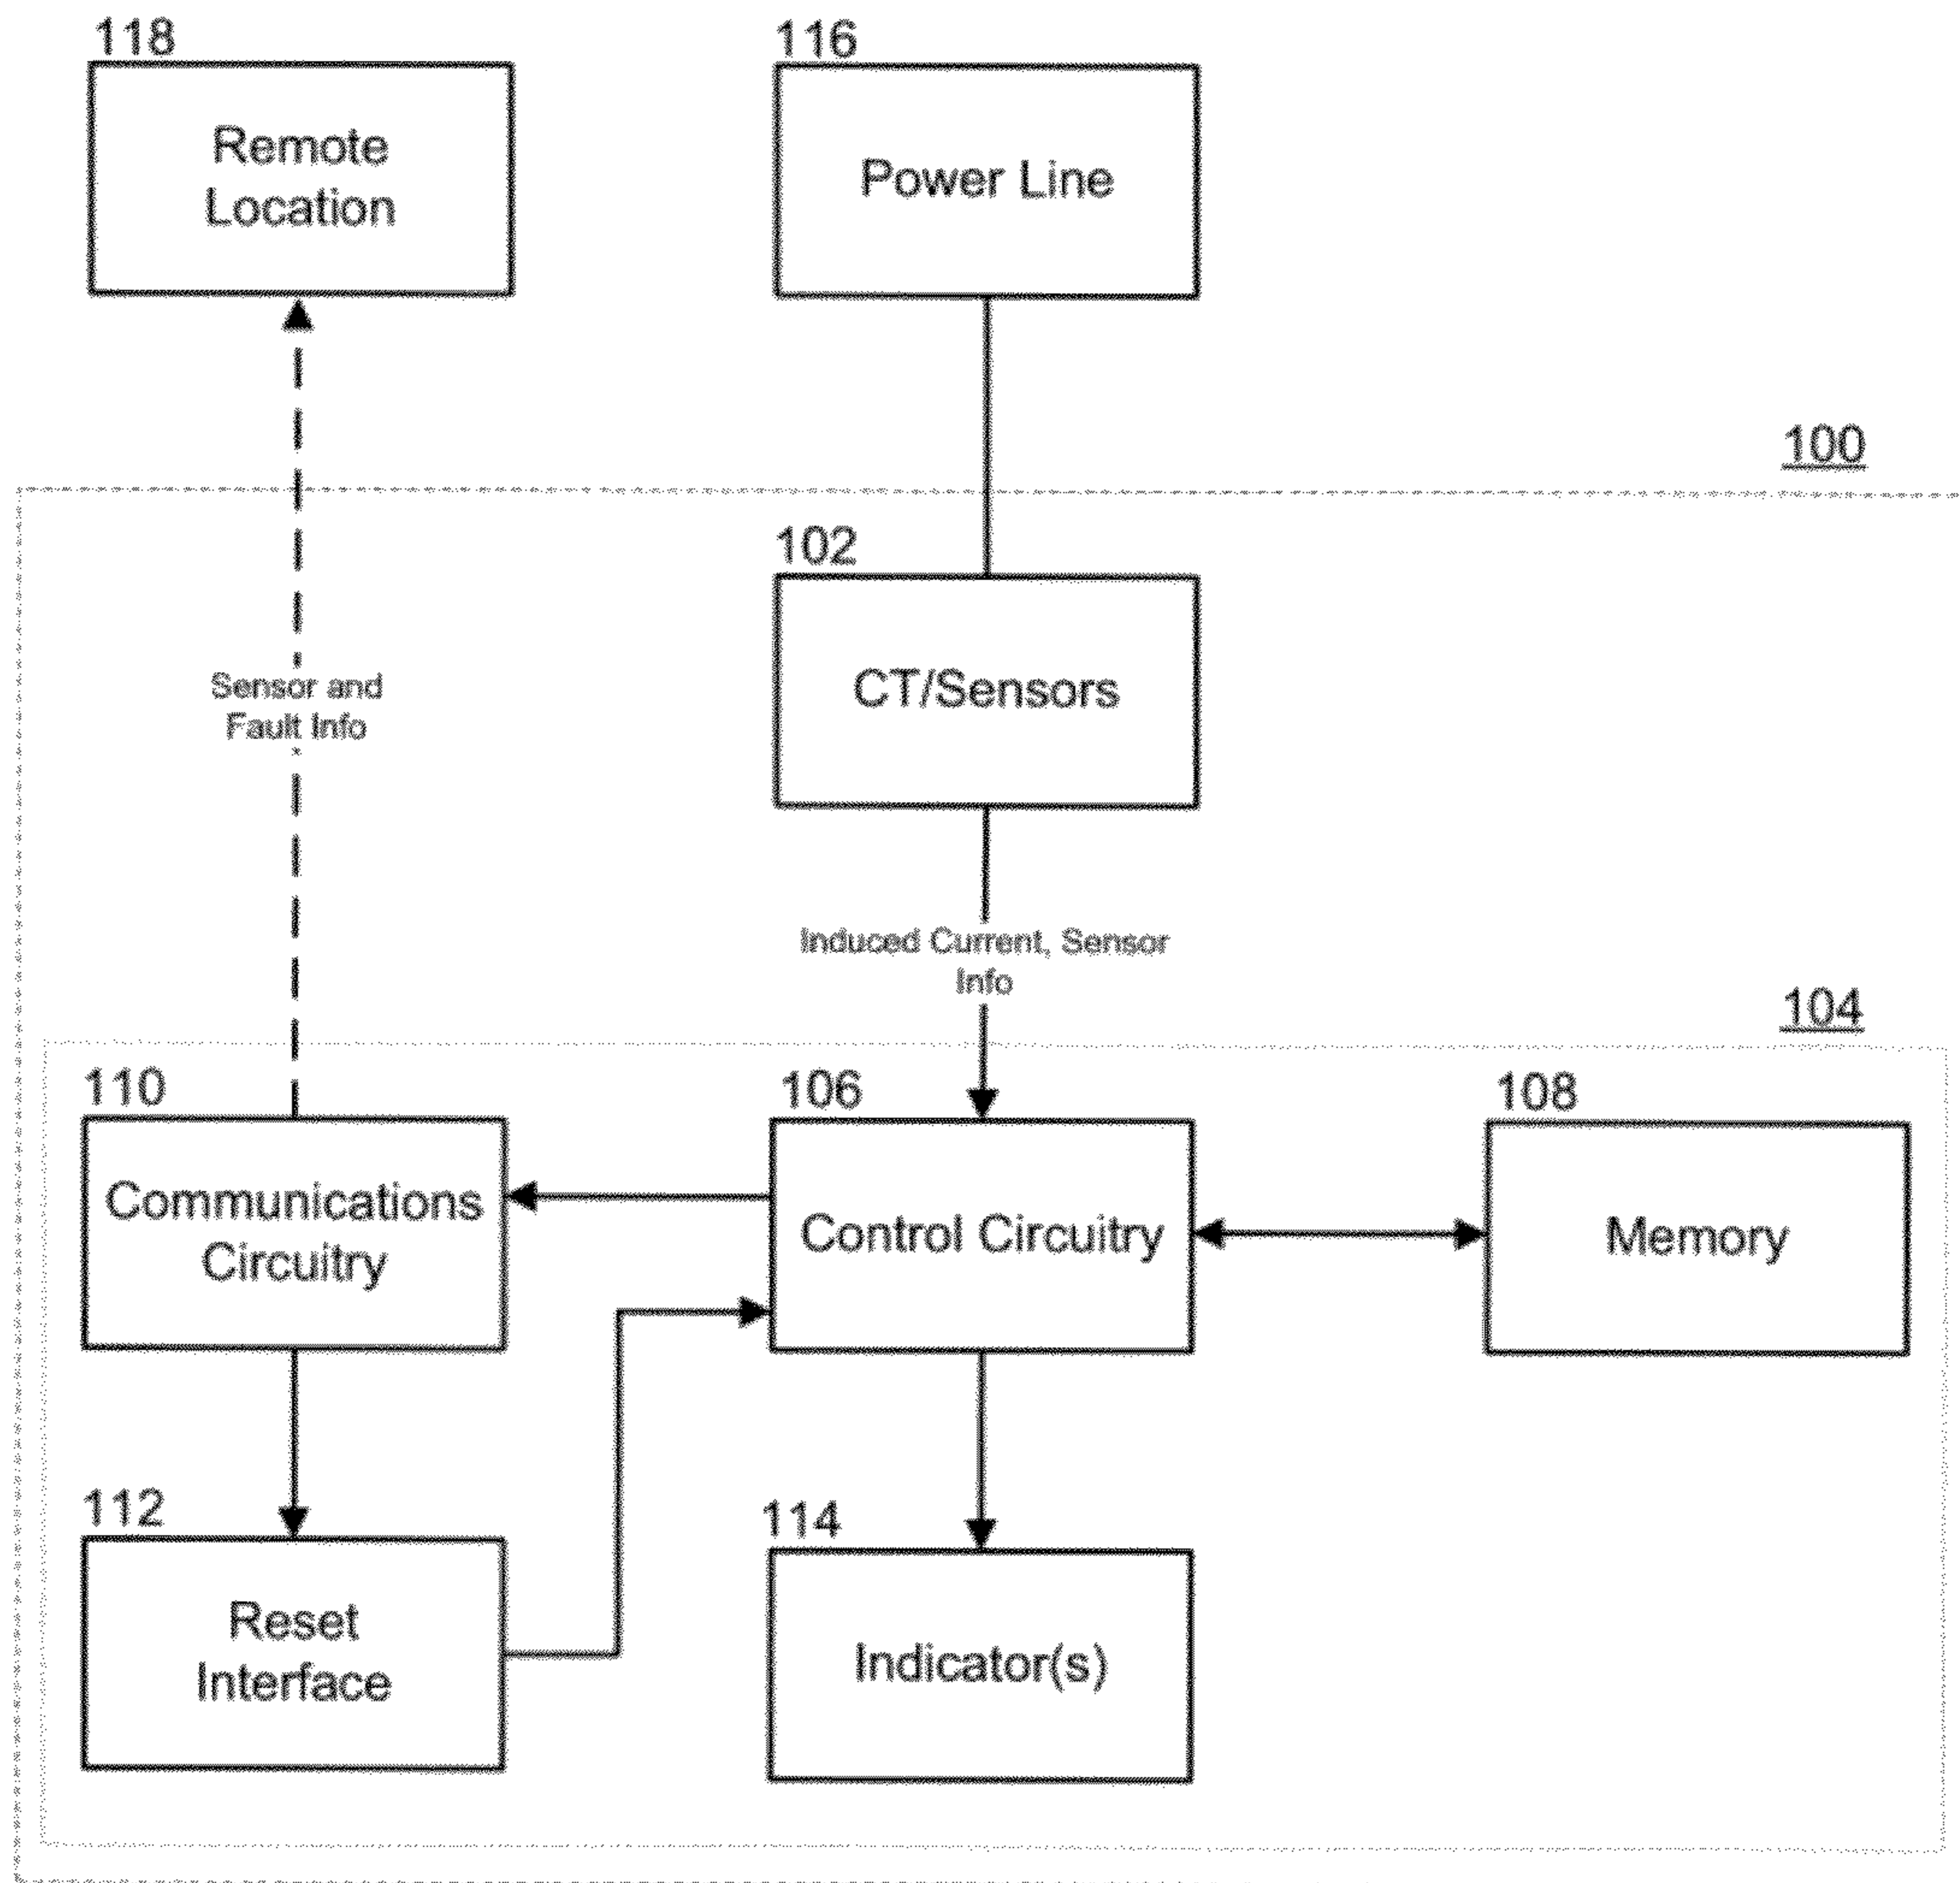 118
116
Remote
Location
Power Line
100
102
CT/Sensors
Sensor and
Fault Info
Induced Current, Sensor
Info
104
110
106
108
Communications
Circuitry
Control Circuitry
Memory
112
114
Reset
Interface
Indicator(s)